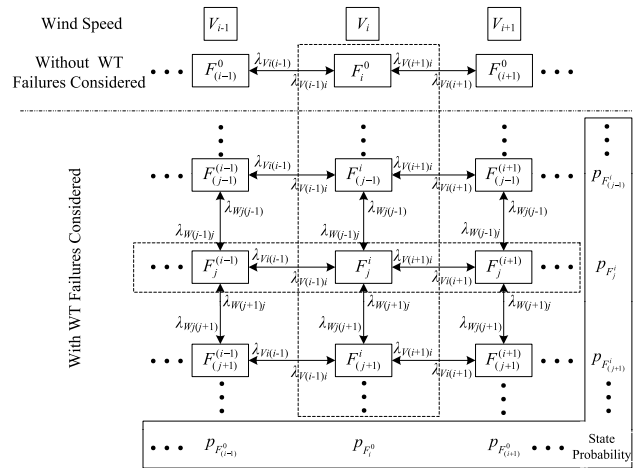 Wind Speed V_{i-1} V_i V_{i+1}
Without WT
Failures Considered
λ_{Vi(i-1)} λ_{V(i+1)i}
• • • F^0_{(i−1)} F^0_i F^0_{(i+1)} • • •
λ_{V(i-1)i} λ_{Vi(i+1)}
With WT Failures Considered
λ_{Vi(i-1)} λ_{V(i+1)i}
• • • F^{(i−1)}_{(j−1)} F^i_{(j−1)} F^{(i+1)}_{(j−1)} • • • p_{F^i_{(j−1)}}
λ_{V(i-1)i} λ_{Vi(i+1)}
λ_{Wj(j-1)} λ_{Wj(j-1)} λ_{Wj(j-1)}
λ_{W(j-1)j} λ_{W(j-1)j} λ_{W(j-1)j}
λ_{Vi(i-1)} λ_{V(i+1)i}
• • • F^{(i−1)}_j F^i_j F^{(i+1)}_j • • • p_{F^i_j}
λ_{V(i-1)i} λ_{Vi(i+1)}
λ_{W(j+1)j} λ_{W(j+1)j} λ_{W(j+1)j}
λ_{Wj(j+1)} λ_{Wj(j+1)} λ_{Wj(j+1)}
λ_{Vi(i-1)} λ_{V(i+1)i}
• • • F^{(i−1)}_{(j+1)} F^i_{(j+1)} F^{(i+1)}_{(j+1)} • • • p_{F^i_{(j+1)}}
λ_{V(i-1)i} λ_{Vi(i+1)}
• • • p_{F^0_{(i−1)}} p_{F^0_i} p_{F^0_{(i+1)}} • • • State
Probability